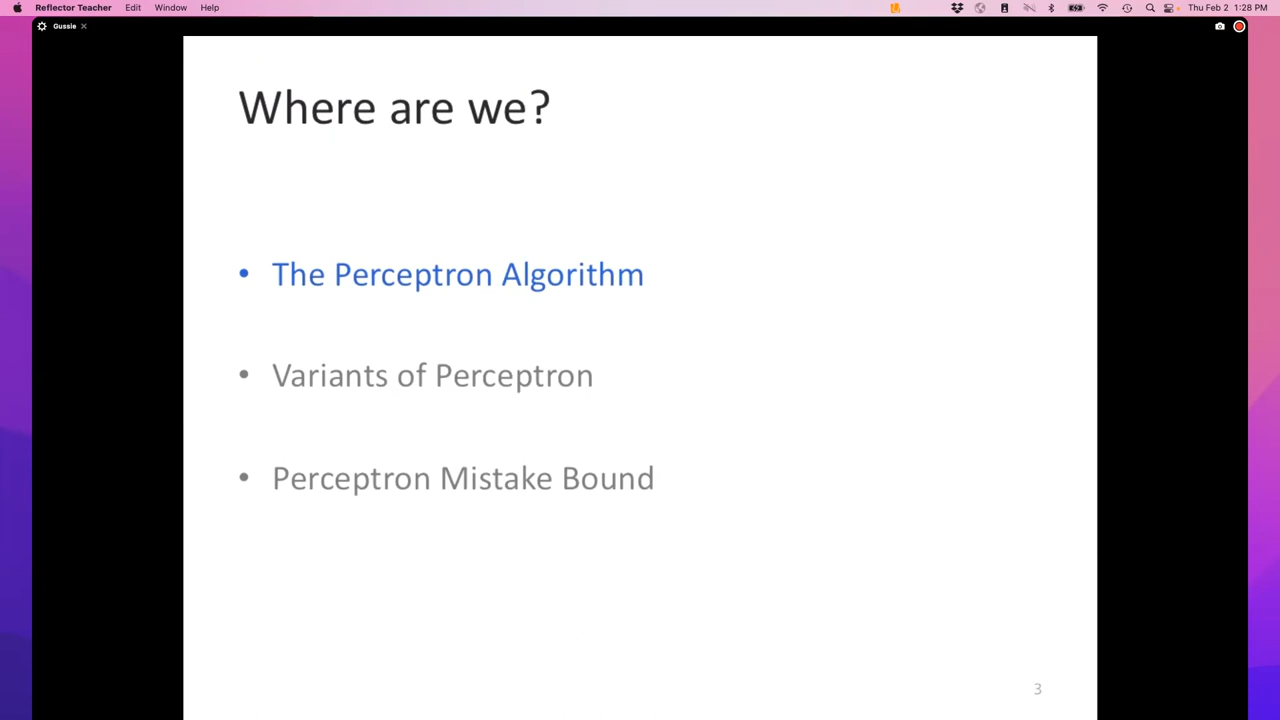 Reflector Teacher Edit Window Help Thu Feb 2 1:28 PM
Gussie
Where are we?
• The Perceptron Algorithm
• Variants of Perceptron
• Perceptron Mistake Bound
3